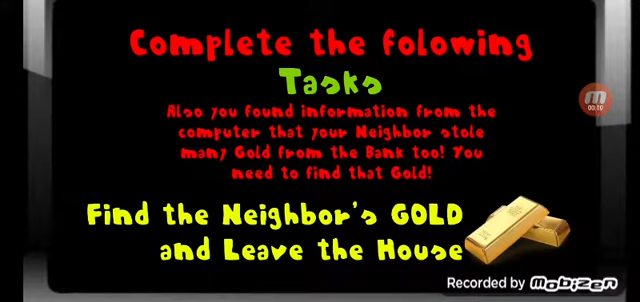 Complete the folowing
Tasks
Also you found information from the
computer that your Neighbor stole
many Gold from the Bank too! You
need to find that Gold!
Find the Neighbor's GOLD
and Leave the House
00:30
Recorded by mobizen